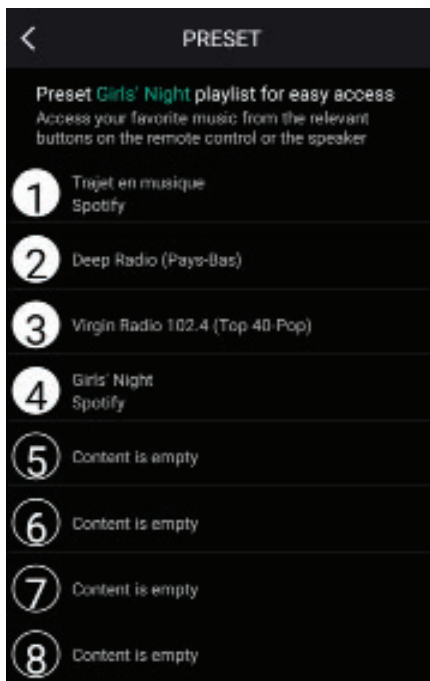 PRESET
Preset Girls' Night playlist for easy access
Access your favorite music from the relevant
buttons on the remote control or the speaker
1
Trajet en musique
Spotify
2
Deep Radio (Pays-Bas)
3
Virgin Radio 102.4 (Top 40-Pop)
4
Girls' Night
Spotify
5
Content is empty
6
Content is empty
7
Content is empty
8
Content is empty